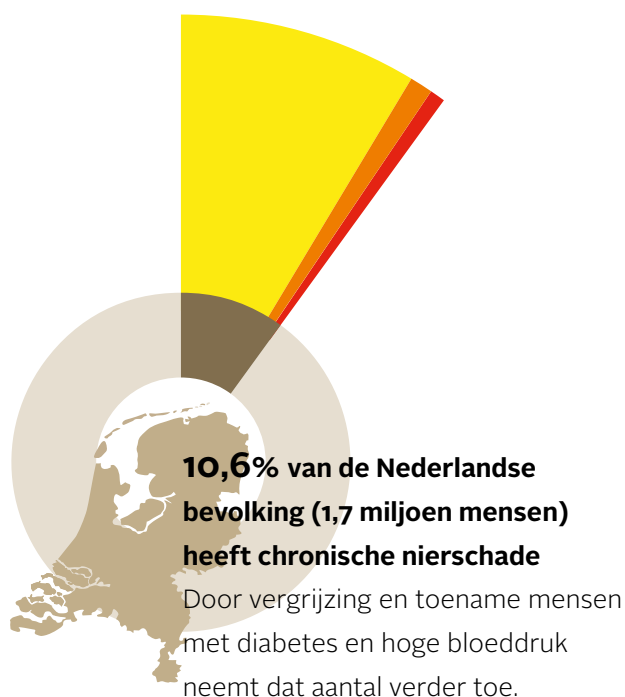 10,6% van de Nederlandse
bevolking (1,7 miljoen mensen)
heeft chronische nierschade
Door vergrijzing en toename mensen
met diabetes en hoge bloeddruk
neemt dat aantal verder toe.